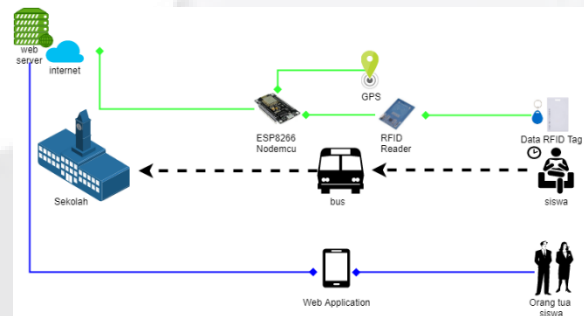 web
server
internet
GPS
ESP8266
Nodemcu
RFID
Reader
Data RFID Tag
Sekolah
bus
siswa
Web Application
Orang tua
siswa